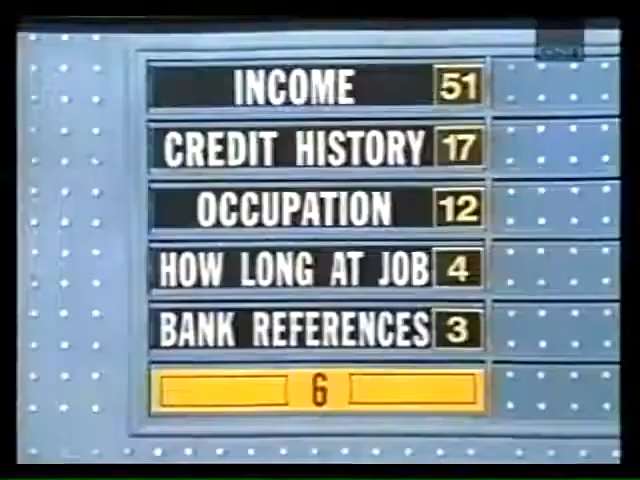 INCOME 51
CREDIT HISTORY 17
OCCUPATION 12
HOW LONG AT JOB 4
BANK REFERENCES 3
6